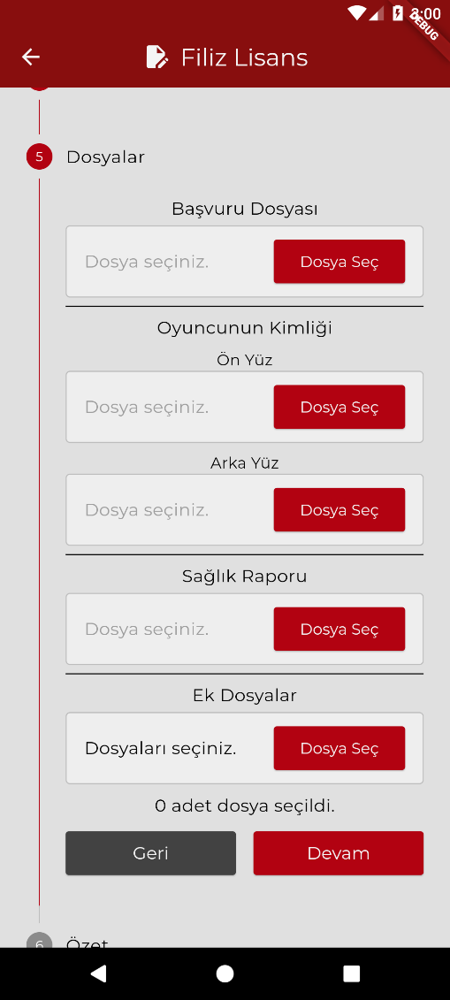 2:00
DEBUG
Filiz Lisans
5 Dosyalar
Başvuru Dosyası
Dosya seçiniz. Dosya Seç
Oyuncunun Kimliği
Ön Yüz
Dosya seçiniz. Dosya Seç
Arka Yüz
Dosya seçiniz. Dosya Seç
Sağlık Raporu
Dosya seçiniz. Dosya Seç
Ek Dosyalar
Dosyaları seçiniz. Dosya Seç
0 adet dosya seçildi.
Geri Devam
6 Özet